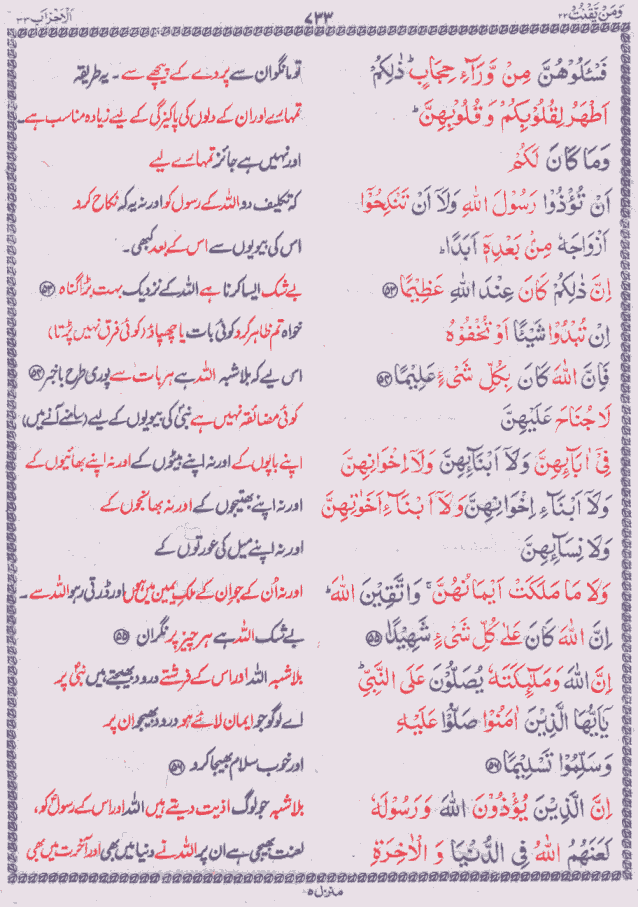 وَمَنْ يَّقْنُتْ ٢٢
٧٣٣
اَلْاَحْزَاب ٣٣
فَسْـَٔلُوْهُنَّ مِنْ وَّرَآءِ حِجَابٍ ؕ ذٰلِكُمْ
تو مانگو ان سے پردے کے پیچھے سے ۔ یہ طریقہ
اَطْهَرُ لِقُلُوْبِكُمْ وَ قُلُوْبِهِنَّ ؕ
تمہارے اور ان کے دلوں کی پاکیزگی کے لیے زیادہ مناسب ہے ۔
وَمَا كَانَ لَكُمْ
اور نہیں ہے جائز تمہارے لیے
اَنْ تُؤْذُوْا رَسُوْلَ اللّٰهِ وَلَاۤ اَنْ تَنْكِحُوْۤا
کہ تکلیف دو اللہ کے رسول کو اور نہ یہ کہ نکاح کرو
اَزْوَاجَهٗ مِنْۢ بَعْدِهٖۤ اَبَدًا ؕ
اس کی بیویوں سے اس کے بعد کبھی ۔
اِنَّ ذٰلِكُمْ كَانَ عِنْدَ اللّٰهِ عَظِيْمًا ﴿۵۳﴾
بے شک ایسا کرنا ہے اللہ کے نزدیک بہت بڑا گناہ ﴿۵۳﴾
اِنْ تُبْدُوْا شَيْـًٔا اَوْ تُخْفُوْهُ
خواہ تم ظاہر کرو کوئی بات یا چھپاؤ (کوئی فرق نہیں پڑتا)
فَاِنَّ اللّٰهَ كَانَ بِكُلِّ شَىْءٍ عَلِيْمًا ﴿۵۴﴾
اس لیے کہ بلاشبہ اللہ ہے ہر بات سے پوری طرح باخبر ﴿۵۴﴾
لَا جُنَاحَ عَلَيْهِنَّ
کوئی مضائقہ نہیں ہے نبیؐ کی بیویوں کے لیے (سامنے آنے میں)
فِىْۤ اٰبَآئِهِنَّ وَلَاۤ اَبْنَآئِهِنَّ وَلَاۤ اِخْوَانِهِنَّ
اپنے باپوں کے اور نہ اپنے بیٹوں کے اور نہ اپنے بھائیوں کے
وَلَاۤ اَبْنَآءِ اِخْوَانِهِنَّ وَلَاۤ اَبْنَآءِ اَخَوٰتِهِنَّ
اور نہ اپنے بھتیجوں کے اور نہ بھانجوں کے
وَلَا نِسَآئِهِنَّ
اور نہ اپنے میل کی عورتوں کے
وَلَا مَا مَلَكَتْ اَيْمَانُهُنَّ ۚ وَاتَّقِيْنَ اللّٰهَ ؕ
اور نہ اُن کے جو ان کے ملکِ یمین میں ہوں اور ڈرتی رہو اللہ سے ۔
اِنَّ اللّٰهَ كَانَ عَلٰى كُلِّ شَىْءٍ شَهِيْدًا ﴿۵۵﴾
بے شک اللہ ہے ہر چیز پر نگران ﴿۵۵﴾
اِنَّ اللّٰهَ وَمَلٰٓئِكَتَهٗ يُصَلُّوْنَ عَلَى النَّبِىِّ ؕ
بلاشبہ اللہ اور اس کے فرشتے درود بھیجتے ہیں نبیؐ پر
يٰۤاَيُّهَا الَّذِيْنَ اٰمَنُوْا صَلُّوْا عَلَيْهِ
اے لوگو جو ایمان لائے ہو درود بھیجو ان پر
وَسَلِّمُوْا تَسْلِيْمًا ﴿۵۶﴾
اور خوب سلام بھیجا کرو ﴿۵۶﴾
اِنَّ الَّذِيْنَ يُؤْذُوْنَ اللّٰهَ وَرَسُوْلَهٗ
بلاشبہ جو لوگ اذیت دیتے ہیں اللہ اور اس کے رسولؐ کو ،
لَعَنَهُمُ اللّٰهُ فِى الدُّنْيَا وَ الْاٰخِرَةِ
لعنت بھیجی ہے ان پر اللہ نے دنیا میں بھی اور آخرت میں بھی
منزل ۵